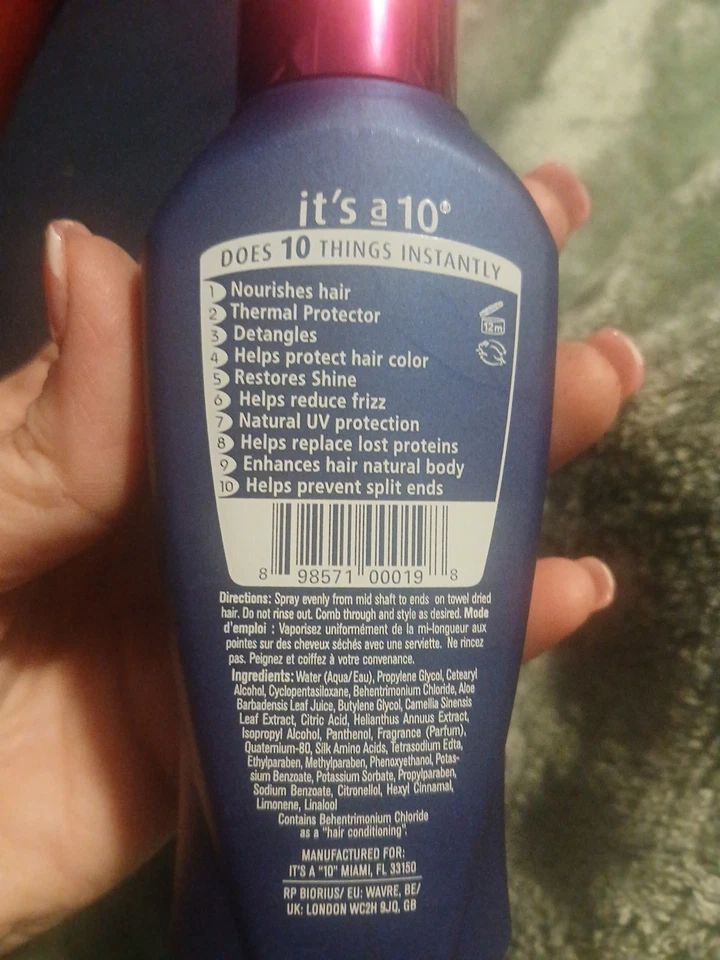 it's a 10®
DOES 10 THINGS INSTANTLY
1 Nourishes hair
2 Thermal Protector
3 Detangles
4 Helps protect hair color
5 Restores Shine
6 Helps reduce frizz
7 Natural UV protection
8 Helps replace lost proteins
9 Enhances hair natural body
10 Helps prevent split ends
12m
8 98571 00019 8
Directions: Spray evenly from mid shaft to ends on towel dried
hair. Do not rinse out. Comb through and style as desired. Mode
d'emploi : Vaporisez uniformément de la mi-longueur aux
pointes sur des cheveux séchés avec une serviette. Ne rincez
pas. Peignez et coiffez à votre convenance.
Ingredients: Water (Aqua/Eau), Propylene Glycol, Cetearyl
Alcohol, Cyclopentasiloxane, Behentrimonium Chloride, Aloe
Barbadensis Leaf Juice, Butylene Glycol, Camellia Sinensis
Leaf Extract, Citric Acid, Helianthus Annuus Extract,
Isopropyl Alcohol, Panthenol, Fragrance (Parfum),
Quaternium-80, Silk Amino Acids, Tetrasodium Edta,
Ethylparaben, Methylparaben, Phenoxyethanol, Potas-
sium Benzoate, Potassium Sorbate, Propylparaben,
Sodium Benzoate, Citronellol, Hexyl Cinnamal,
Limonene, Linalool
Contains Behentrimonium Chloride
as a "hair conditioning".
MANUFACTURED FOR:
IT'S A "10" MIAMI, FL 33150
RP BIORIUS/ EU: WAVRE, BE/
UK: LONDON WC2H 9JQ, GB